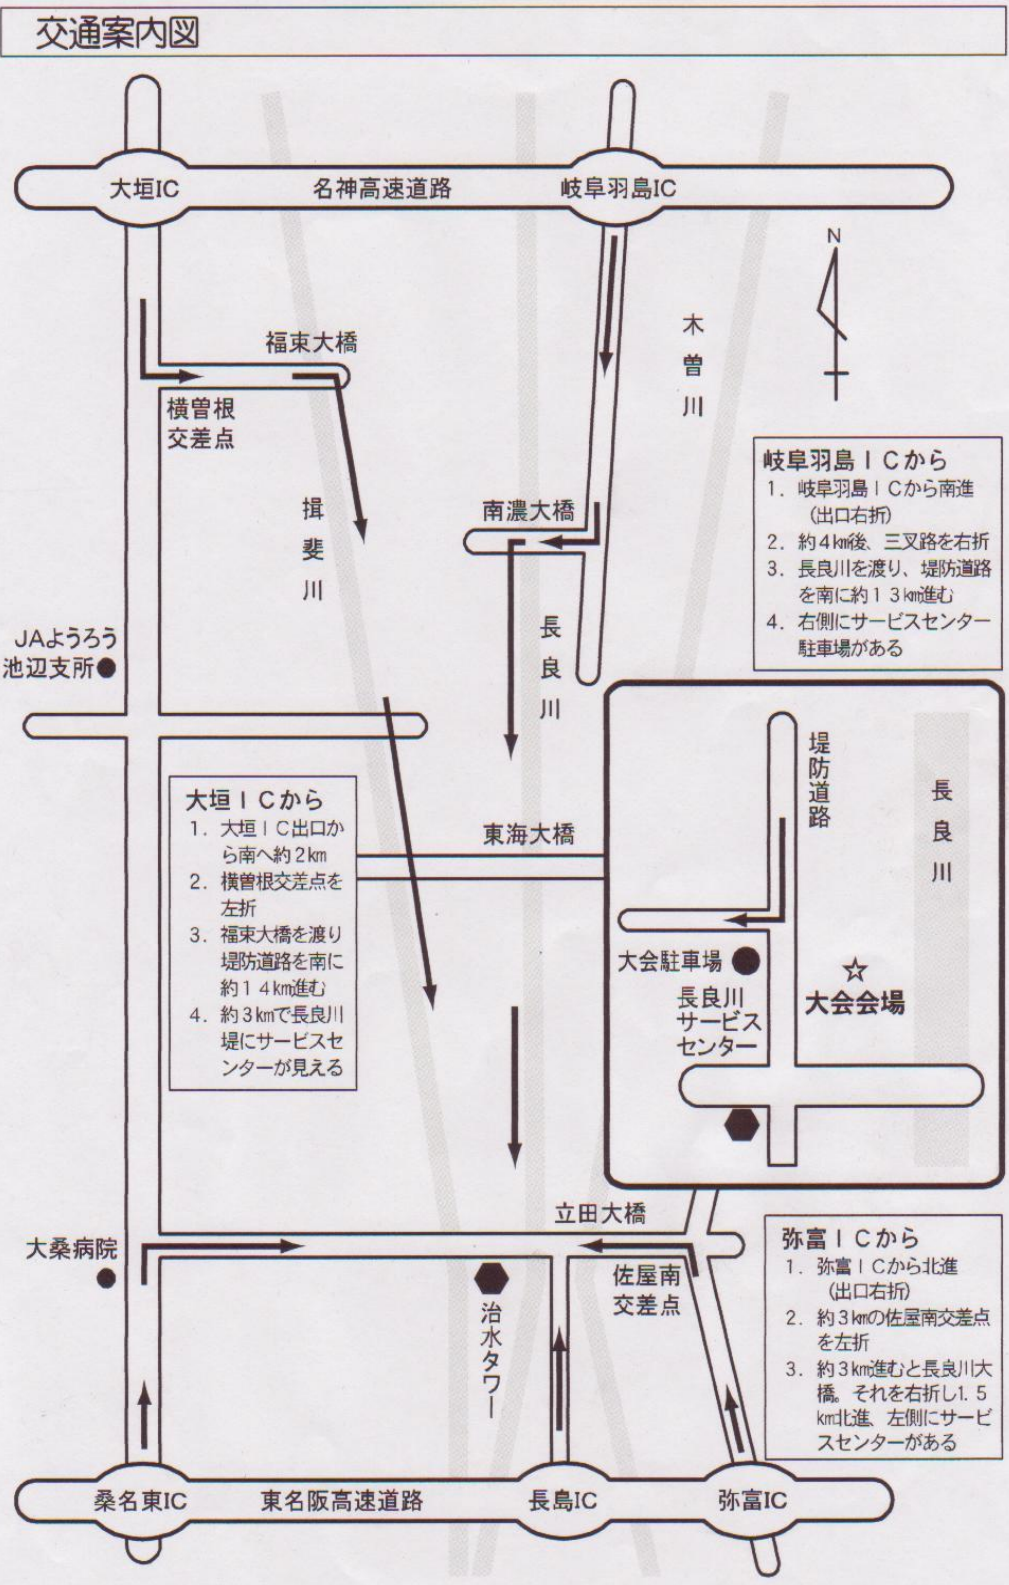 交通案内図
大垣IC
名神高速道路
岐阜羽島IC
N
福束大橋
横曽根
交差点
木曽川
揖斐川
南濃大橋
長良川
岐阜羽島ICから
1. 岐阜羽島ICから南進
(出口右折)
2. 約4km後、三叉路を右折
3. 長良川を渡り、堤防道路
を南に約13km進む
4. 右側にサービスセンター
駐車場がある
JAようろう
池辺支所
大垣ICから
1. 大垣IC出口か
ら南へ約2km
2. 横曽根交差点を
左折
3. 福束大橋を渡り
堤防道路を南に
約14km進む
4. 約3kmで長良川
堤にサービスセ
ンターが見える
東海大橋
堤防道路
長良川
大会駐車場
長良川
サービス
センター
☆
大会会場
立田大橋
大桑病院
佐屋南
交差点
治水タワー
弥富ICから
1. 弥富ICから北進
(出口右折)
2. 約3kmの佐屋南交差点
を左折
3. 約3km進むと長良川大
橋。それを右折し1.5
km北進、左側にサービ
スセンターがある
桑名東IC
東名阪高速道路
長島IC
弥富IC